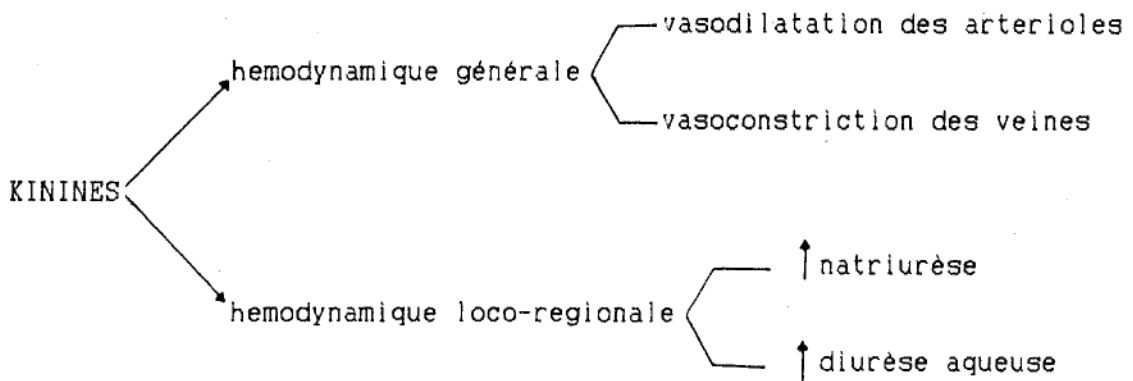 vasodilatation des arterioles
hemodynamique générale
vasoconstriction des veines
KININES
↑ natriurèse
hemodynamique loco-regionale
↑ diurèse aqueuse